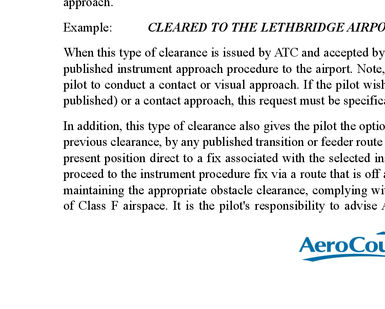 approach.
Example: CLEARED TO THE LETHBRIDGE AIRPO
When this type of clearance is issued by ATC and accepted by
published instrument approach procedure to the airport. Note,
pilot to conduct a contact or visual approach. If the pilot wish
published) or a contact approach, this request must be specifica
In addition, this type of clearance also gives the pilot the optio
previous clearance, by any published transition or feeder route
present position direct to a fix associated with the selected in
proceed to the instrument procedure fix via a route that is off a
maintaining the appropriate obstacle clearance, complying wi
of Class F airspace. It is the pilot's responsibility to advise A
AeroCou